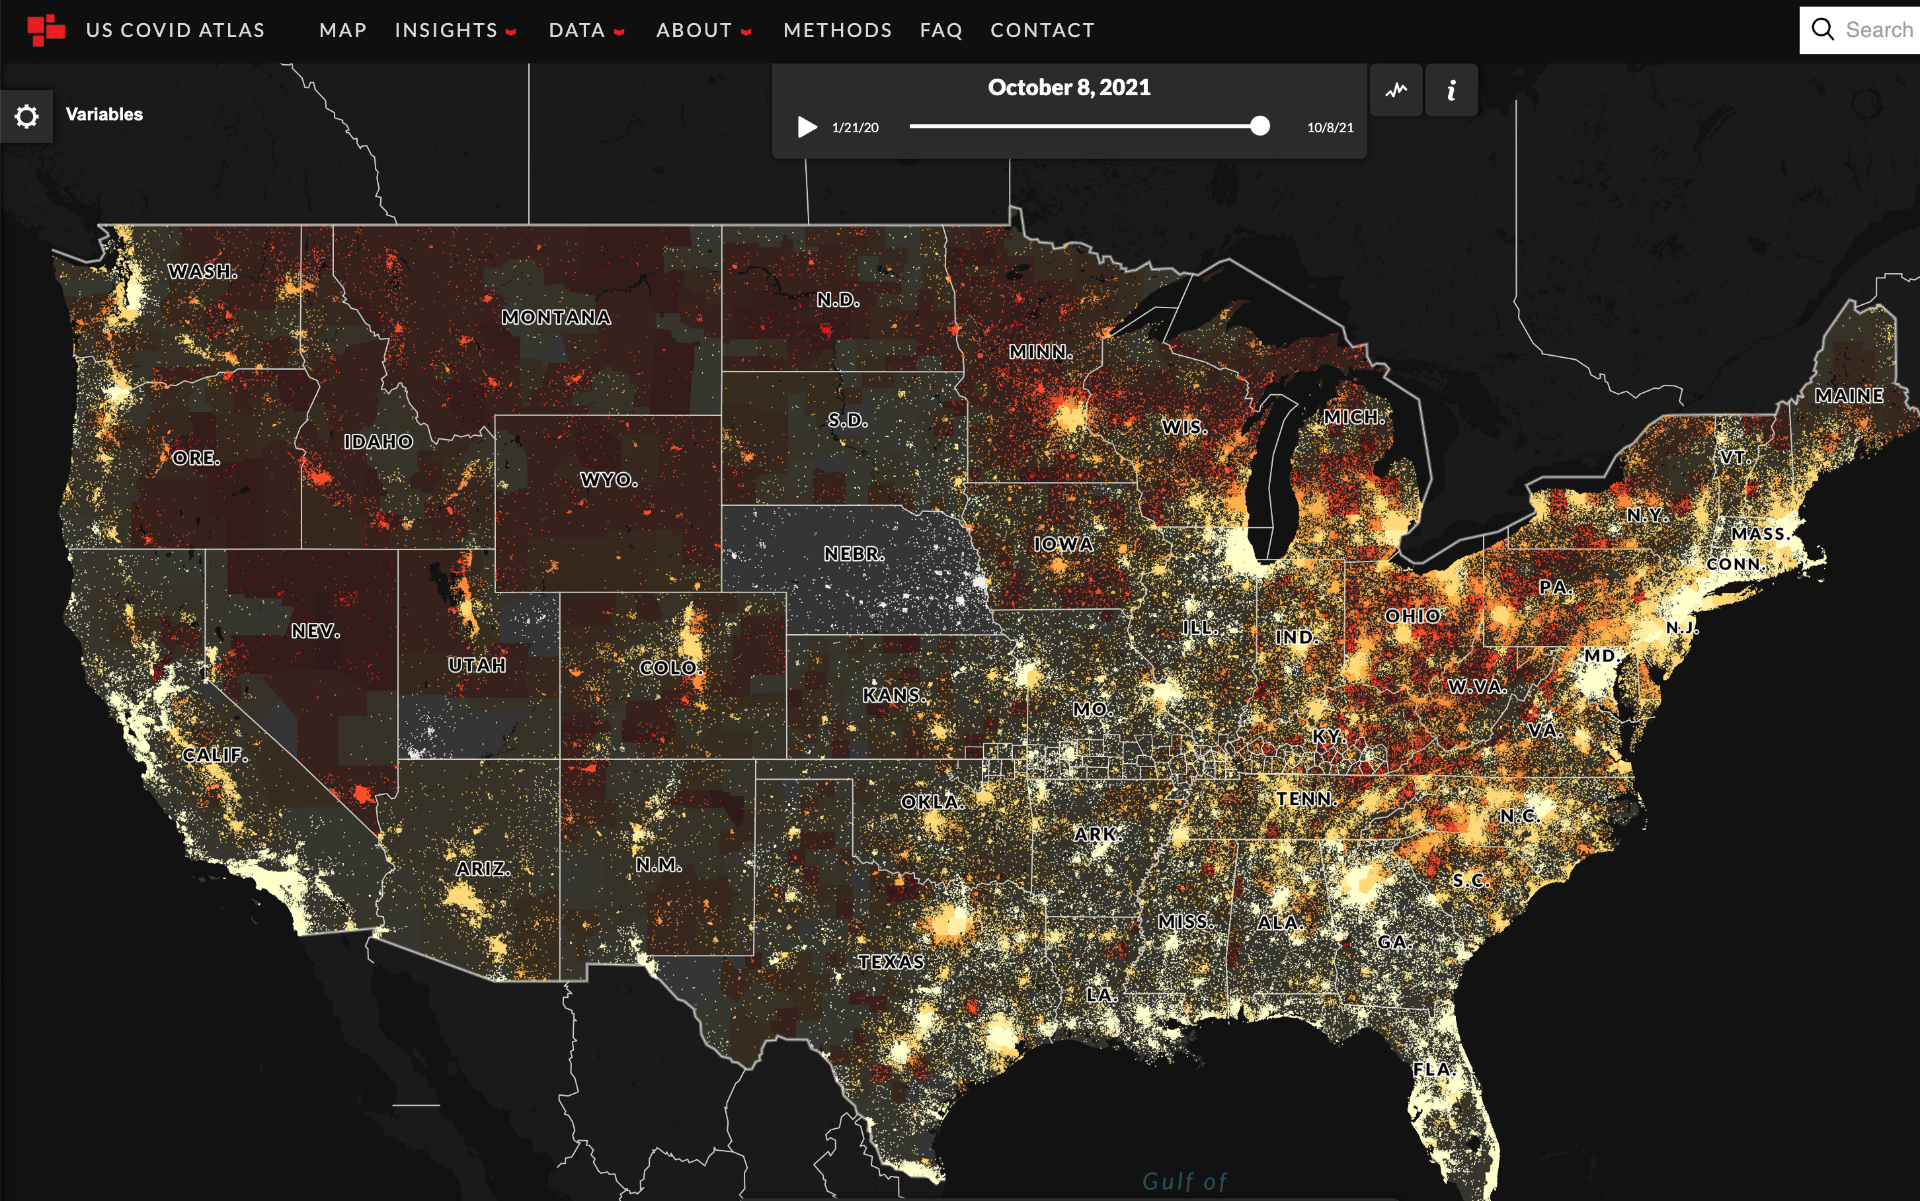 US COVID ATLAS
MAP
INSIGHTS
DATA
ABOUT
METHODS
FAQ
CONTACT
Search
October 8, 2021
1/21/20
10/8/21
Variables
WASH.
MONTANA
N.D.
MINN.
MAINE
MICH.
WIS.
S.D.
IDAHO
ORE.
WYO.
VT.
N.Y.
MASS.
IOWA
NEBR.
CONN.
PA.
OHIO
N.J.
NEV.
ILL.
IND.
UTAH
COLO.
MD.
W.VA.
KANS.
MO.
VA.
KY.
CALIF.
OKLA.
TENN.
N.C.
ARK.
ARIZ.
N.M.
S.C.
MISS.
ALA.
GA.
TEXAS
LA.
FLA.
Gulf of